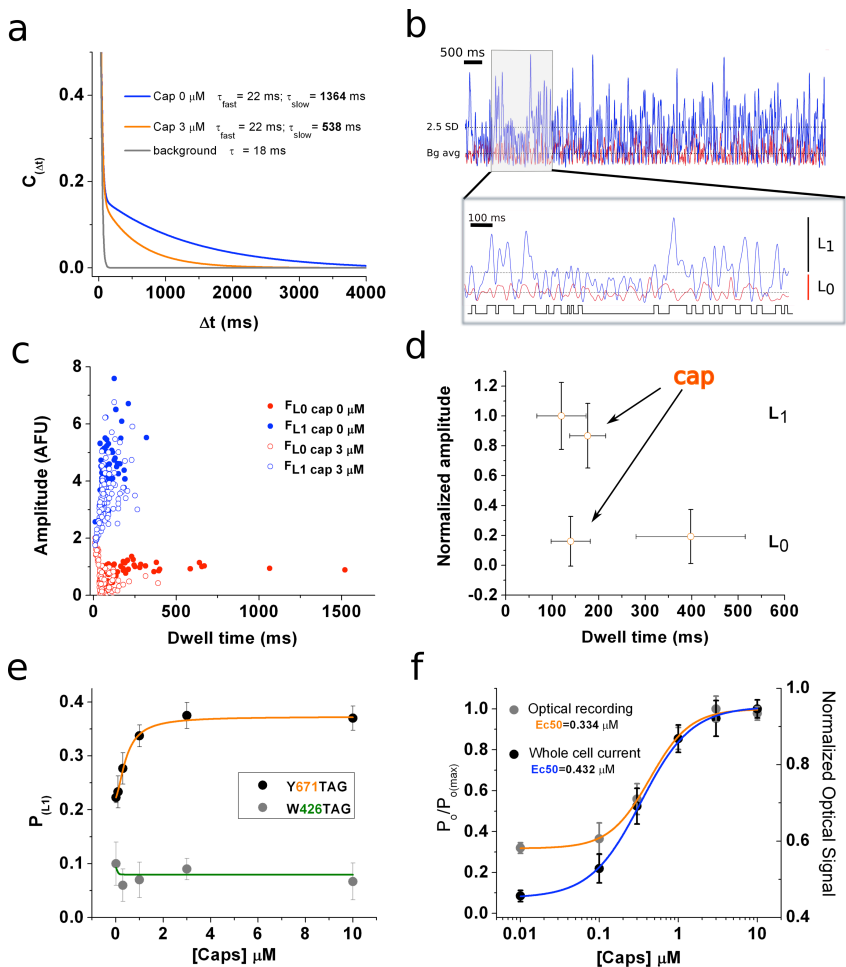 a
C(Δt)
0.4
0.2
0.0
Cap 0 μM τfast = 22 ms; τslow = 1364 ms
Cap 3 μM τfast = 22 ms; τslow = 538 ms
background τ = 18 ms
0 1000 2000 3000 4000
Δt (ms)
b
500 ms
2.5 SD
Bg avg
100 ms
L1
L0
c
Amplitude (AFU)
8
6
4
2
0
FL0 cap 0 μM
FL1 cap 0 μM
FL0 cap 3 μM
FL1 cap 3 μM
0 500 1000 1500
Dwell time (ms)
d
Normalized amplitude
1.2
1.0
0.8
0.6
0.4
0.2
0.0
-0.2
cap
L1
L0
0 100 200 300 400 500 600
Dwell time (ms)
e
P(L1)
0.4
0.3
0.2
0.1
0.0
Y671TAG
W426TAG
0 2 4 6 8 10
[Caps] μM
f
Po/Po(max)
1.0
0.8
0.6
0.4
0.2
0.0
Optical recording
Ec50=0.334 μM
Whole cell current
Ec50=0.432 μM
1.0
0.8
0.6
0.4
Normalized Optical Signal
0.01 0.1 1 10
[Caps] μM